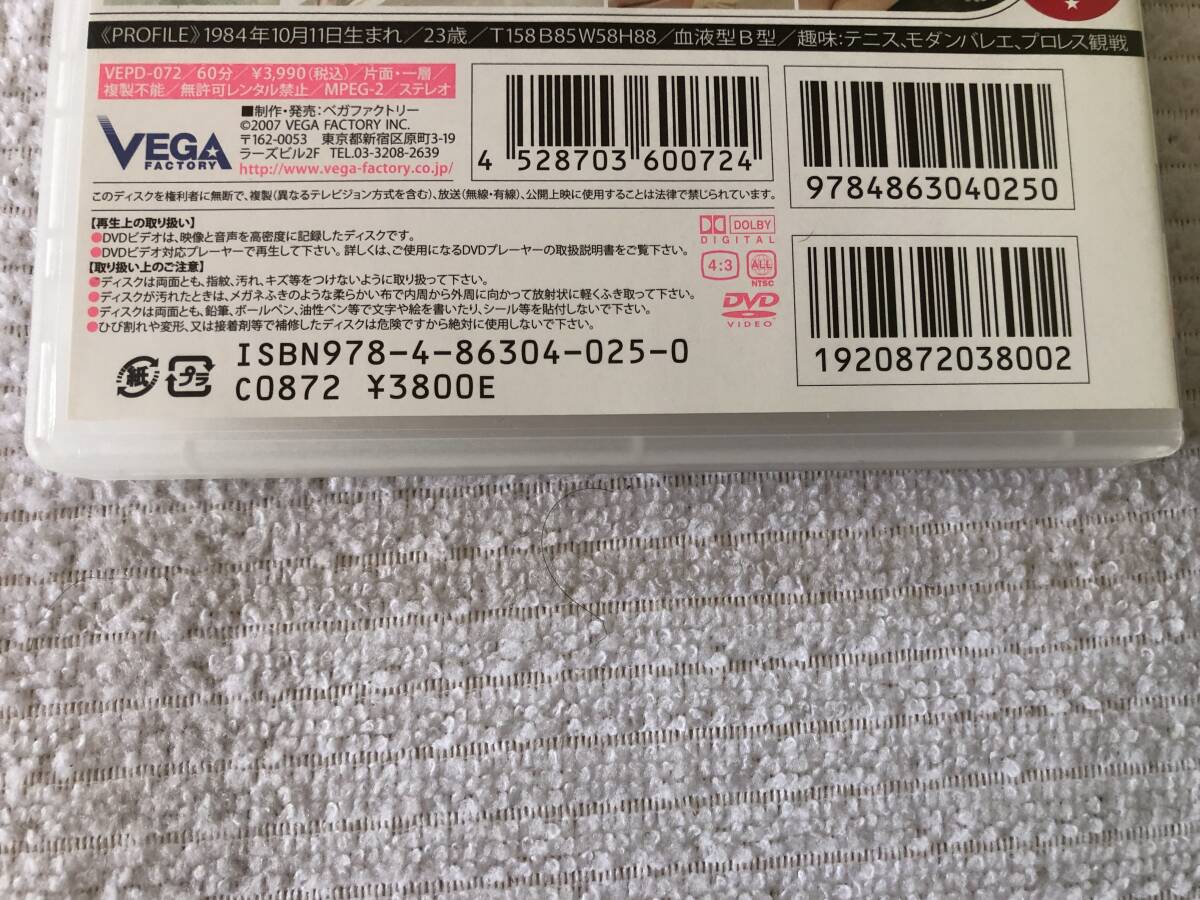 《PROFILE》1984年10月11日生まれ/23歳/T158 B85 W58 H88/血液型B型/趣味:テニス、モダンバレエ、プロレス観戦
VEPD-072/60分/¥3,990(税込)/片面・一層/
複製不能/無許可レンタル禁止/MPEG-2/ステレオ
VEGA
FACTORY
■制作・発売:ベガファクトリー
©2007 VEGA FACTORY INC.
〒162-0053 東京都新宿区原町3-19
ラーズビル2F TEL.03-3208-2639
http://www.vega-factory.co.jp/
4 528703 600724
9784863040250
このディスクを権利者に無断で、複製(異なるテレビジョン方式を含む)、放送(無線・有線)、公開上映に使用することは法律で禁じられています。
【再生上の取り扱い】
●DVDビデオは、映像と音声を高密度に記録したディスクです。
●DVDビデオ対応プレーヤーで再生して下さい。詳しくは、ご使用になるDVDプレーヤーの取扱説明書をご覧下さい。
【取り扱い上のご注意】
●ディスクは両面とも、指紋、汚れ、キズ等をつけないように取り扱って下さい。
●ディスクが汚れたときは、メガネふきのような柔らかい布で内周から外周に向かって放射状に軽くふき取って下さい。
●ディスクは両面とも、鉛筆、ボールペン、油性ペン等で文字や絵を書いたり、シール等を貼付しないで下さい。
●ひび割れや変形、又は接着剤等で補修したディスクは危険ですから絶対に使用しないで下さい。
DOLBY
DIGITAL
4:3
ALL
NTSC
DVD
VIDEO
1920872038002
紙
プラ
ISBN978-4-86304-025-0
C0872 ¥3800E